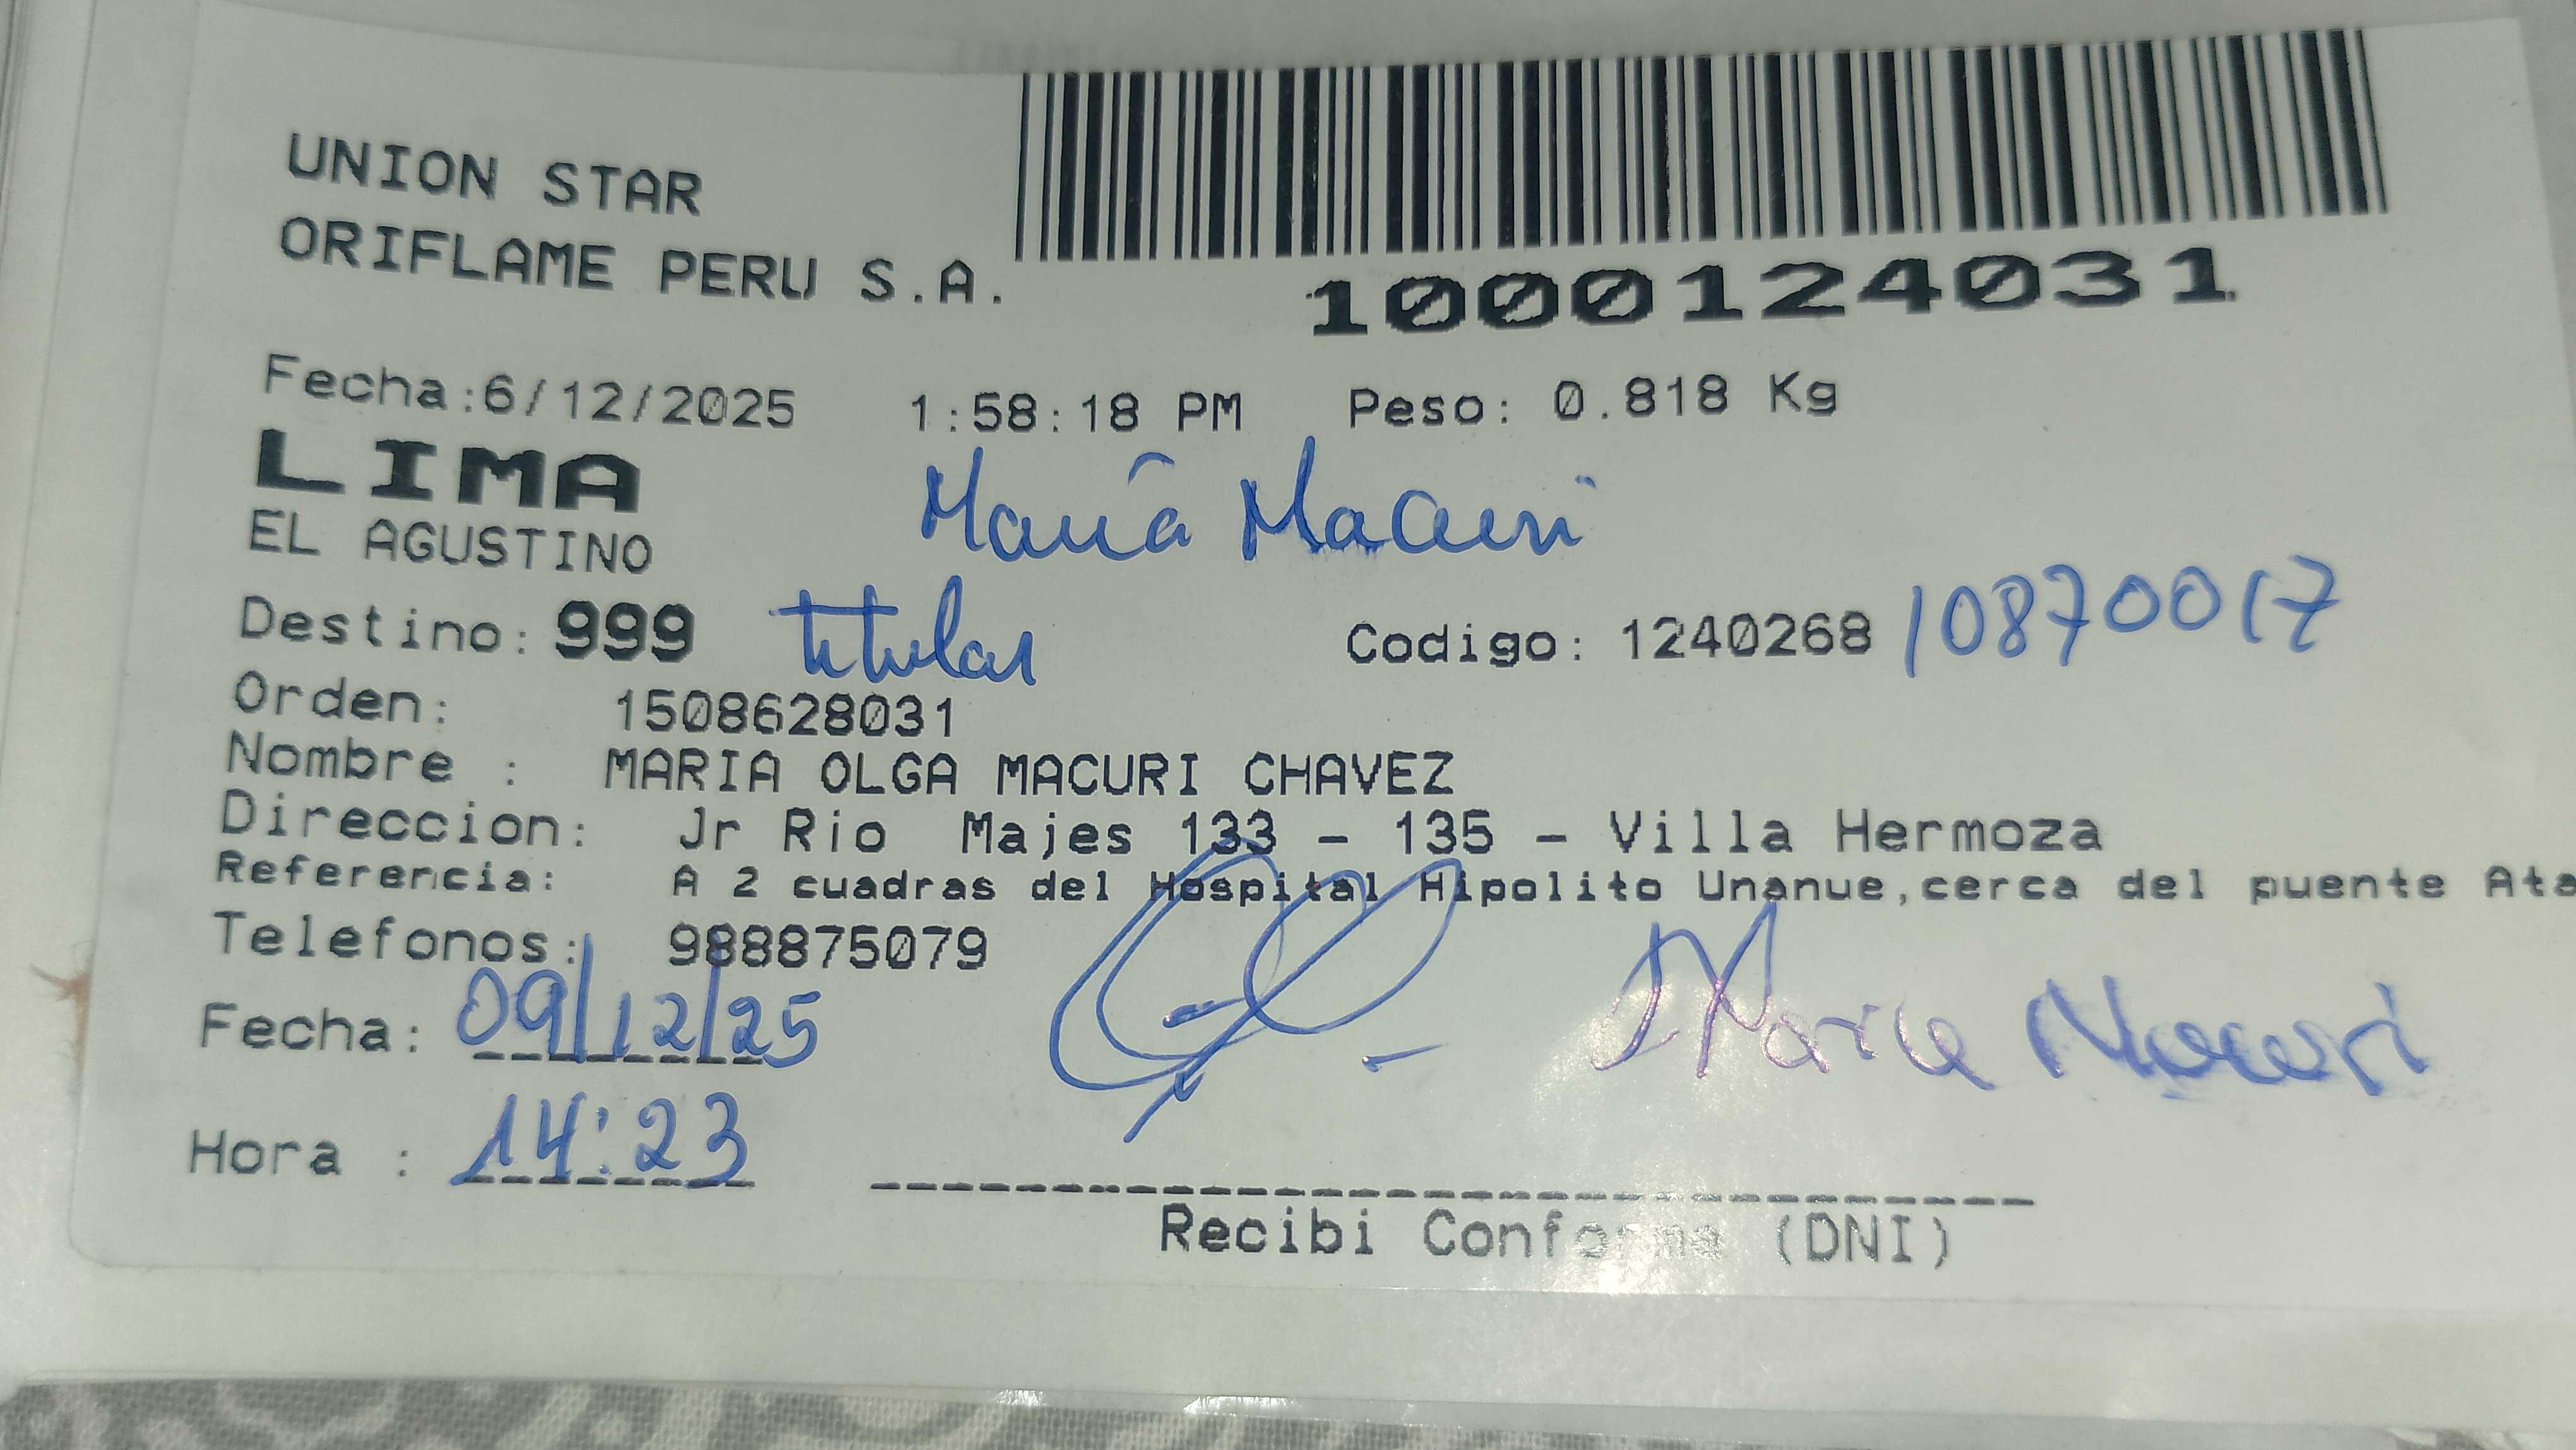 UNION STAR
ORIFLAME PERU S.A.
1000124031
Fecha:6/12/2025 1:58:18 PM Peso: 0.818 Kg
LIMA
María Macuri
EL AGUSTINO
Destino: 999 titular Codigo: 1240268 10870017
Orden: 1508628031
Nombre : MARIA OLGA MACURI CHAVEZ
Direccion: Jr Rio Majes 133 - 135 - Villa Hermoza
Referencia: A 2 cuadras del Hospital Hipolito Unanue,cerca del puente Ata
Telefonos: 988875079
Fecha: 09/12/25 Maria Macuri
Hora : 14:23
Recibi Conforme (DNI)